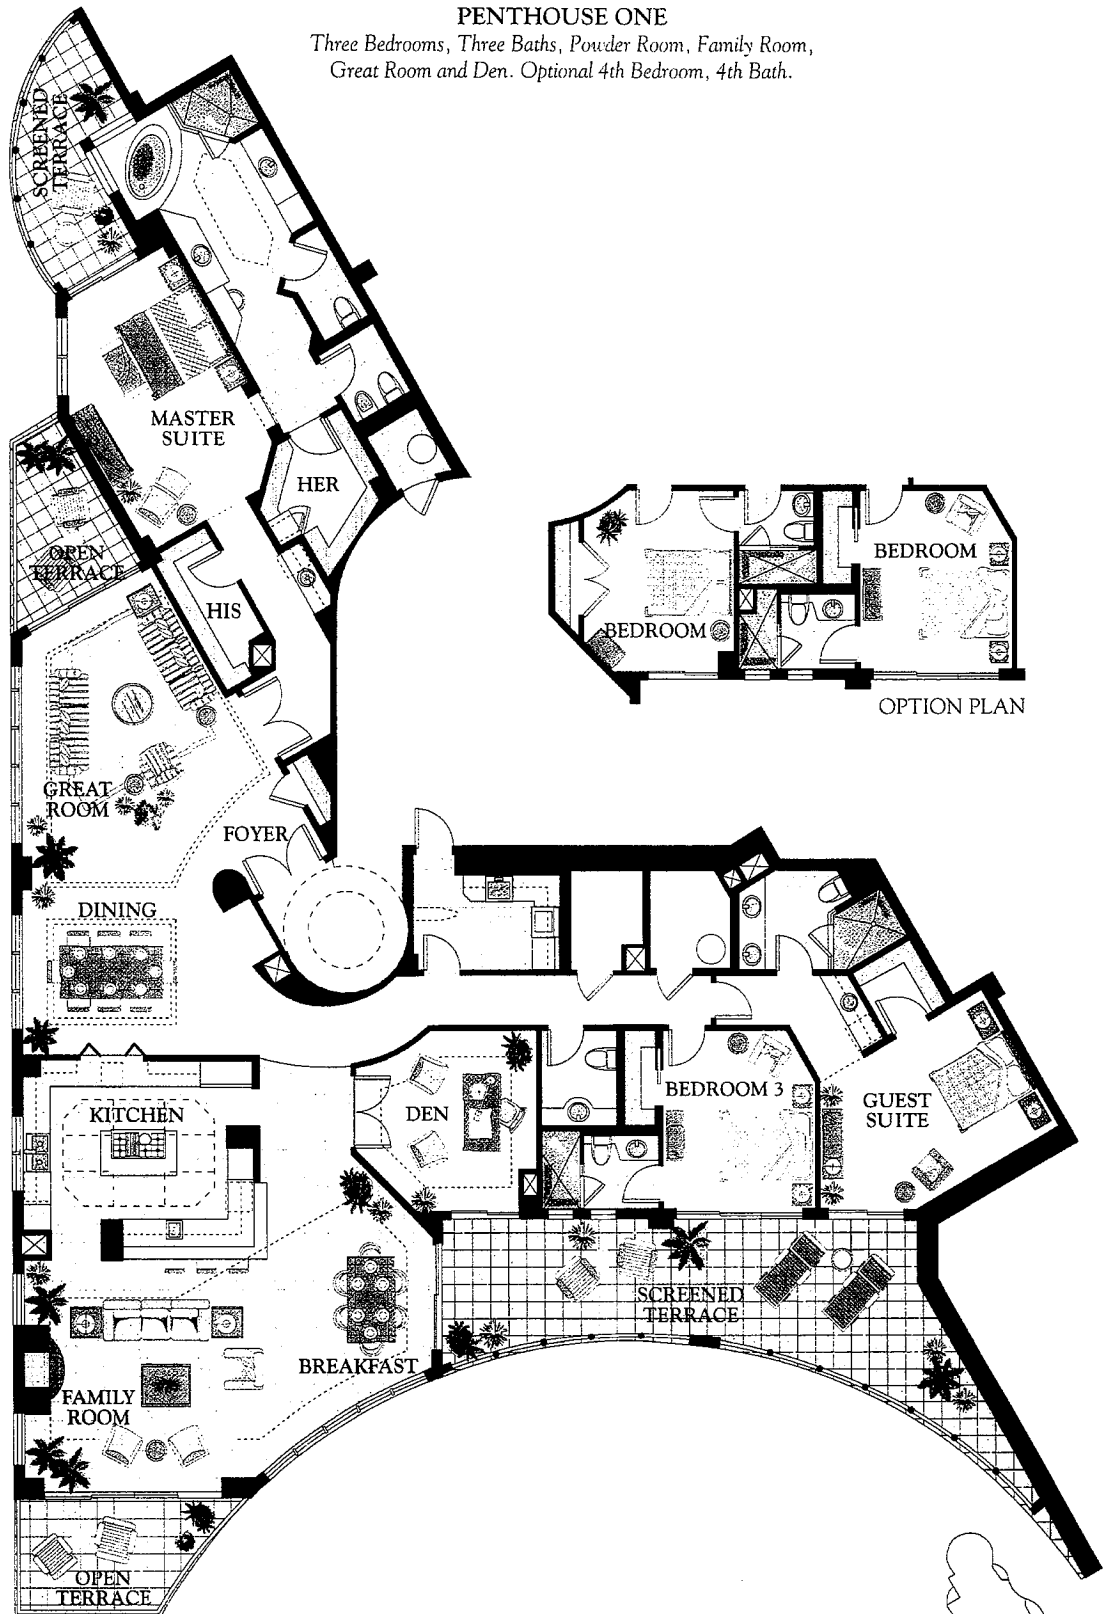 PENTHOUSE ONE
Three Bedrooms, Three Baths, Powder Room, Family Room,
Great Room and Den. Optional 4th Bedroom, 4th Bath.
SCREENED
TERRACE
MASTER
SUITE
HER
OPEN
TERRACE
HIS
BEDROOM
BEDROOM
OPTION PLAN
GREAT
ROOM
FOYER
DINING
KITCHEN
DEN
BEDROOM 3
GUEST
SUITE
SCREENED
TERRACE
BREAKFAST
FAMILY
ROOM
OPEN
TERRACE